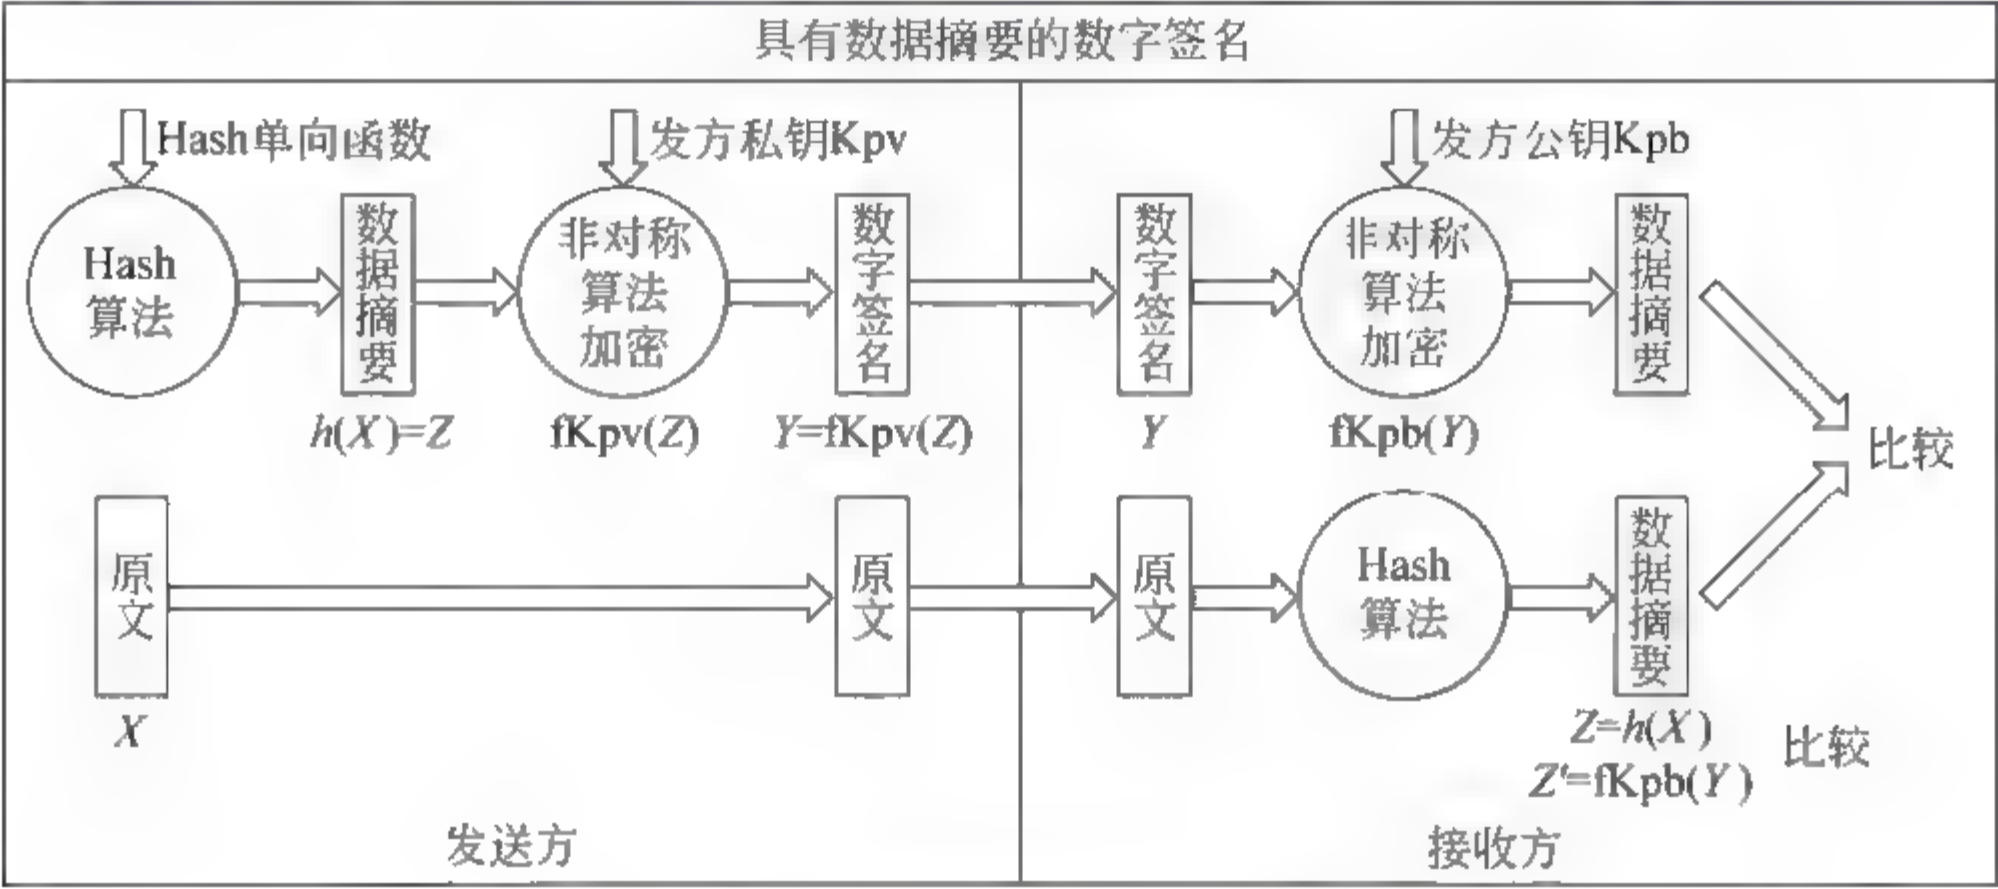 具有数据摘要的数字签名
Hash单向函数
发方私钥Kpv
发方公钥Kpb
Hash
算法
数据摘要
非对称
算法
加密
数字签名
数字签名
非对称
算法
加密
数据摘要
h(X)=Z
fKpv(Z)
Y=fKpv(Z)
Y
fKpb(Y)
比较
原文
原文
原文
Hash
算法
数据摘要
X
Z=h(X)
Z'=fKpb(Y)
比较
发送方
接收方